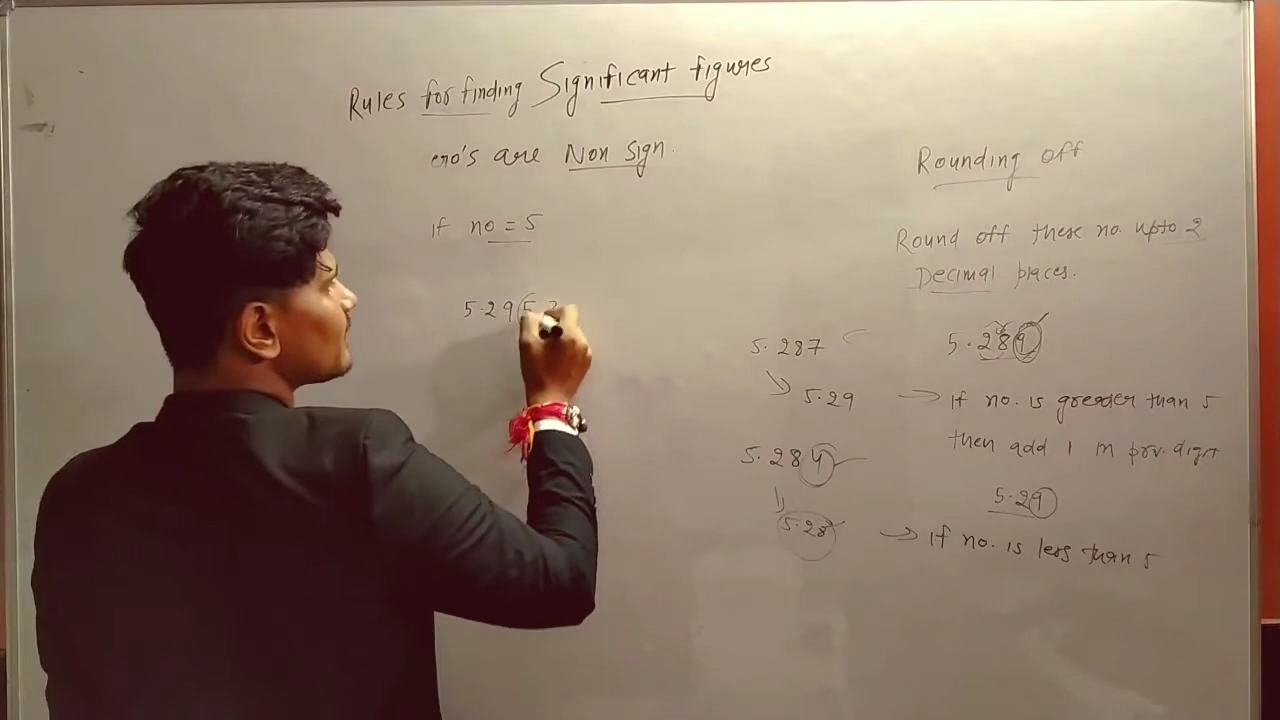 Rules for finding Significant figures
ero's are Non Sign.
if no = 5
5.295
Rounding off
Round off these no. upto 2
Decimal places.
5.287
5.289
5.29
→ if no. is greater than 5
then add 1 in prv. digit
5.284
5.29
5.28
→ if no. is less than 5